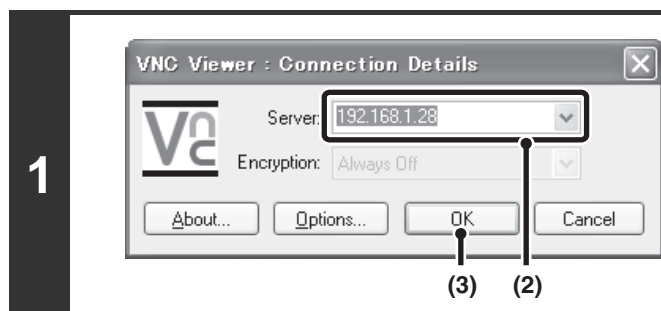 VNC Viewer : Connection Details
Server: 192.168.1.28
VNC
Encryption: Always Off
1
About... Options... OK Cancel
(3) (2)